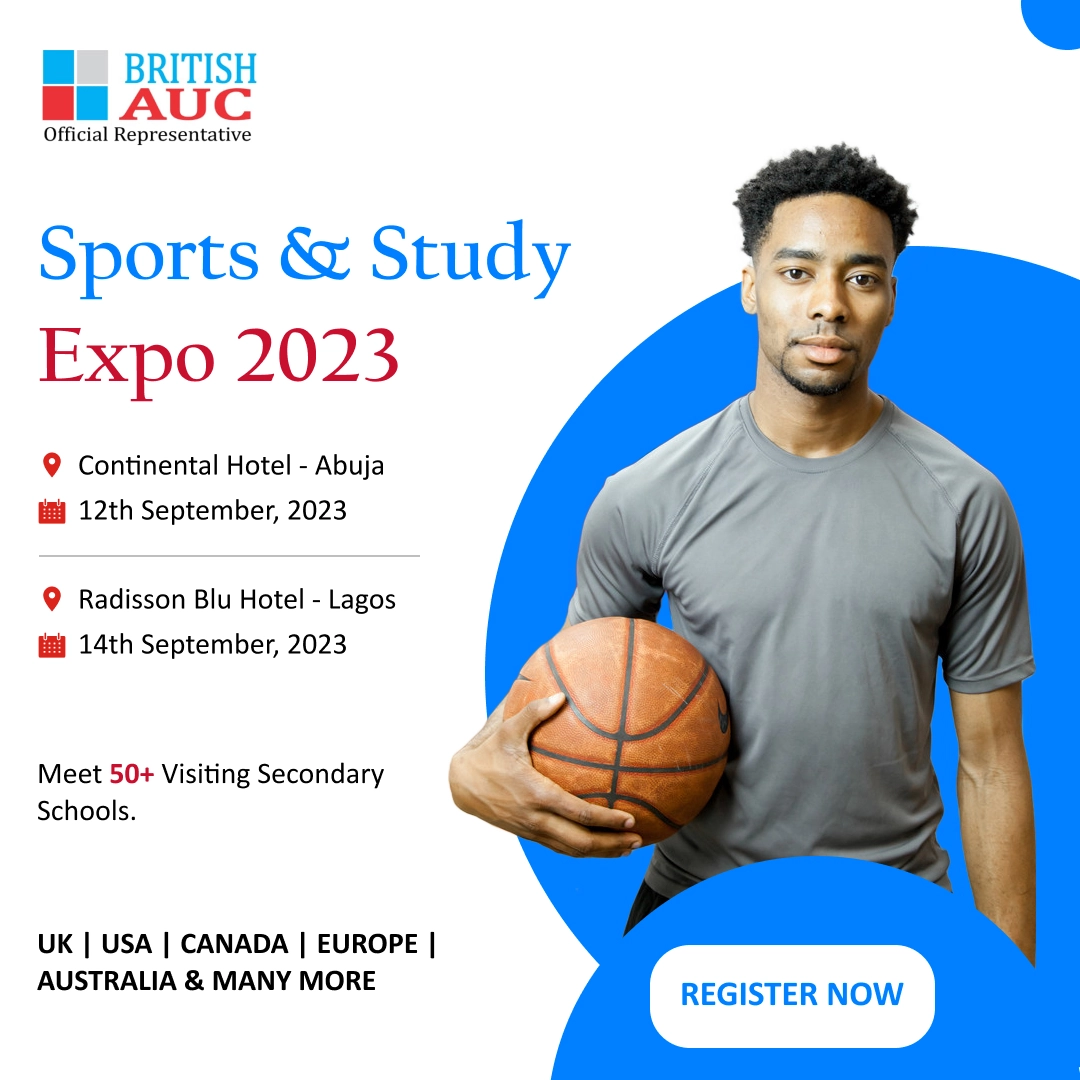 BRITISH
AUC
Official Representative
Sports & Study
Expo 2023
Continental Hotel - Abuja
12th September, 2023
Radisson Blu Hotel - Lagos
14th September, 2023
Meet 50+ Visiting Secondary
Schools.
UK | USA | CANADA | EUROPE |
AUSTRALIA & MANY MORE
REGISTER NOW